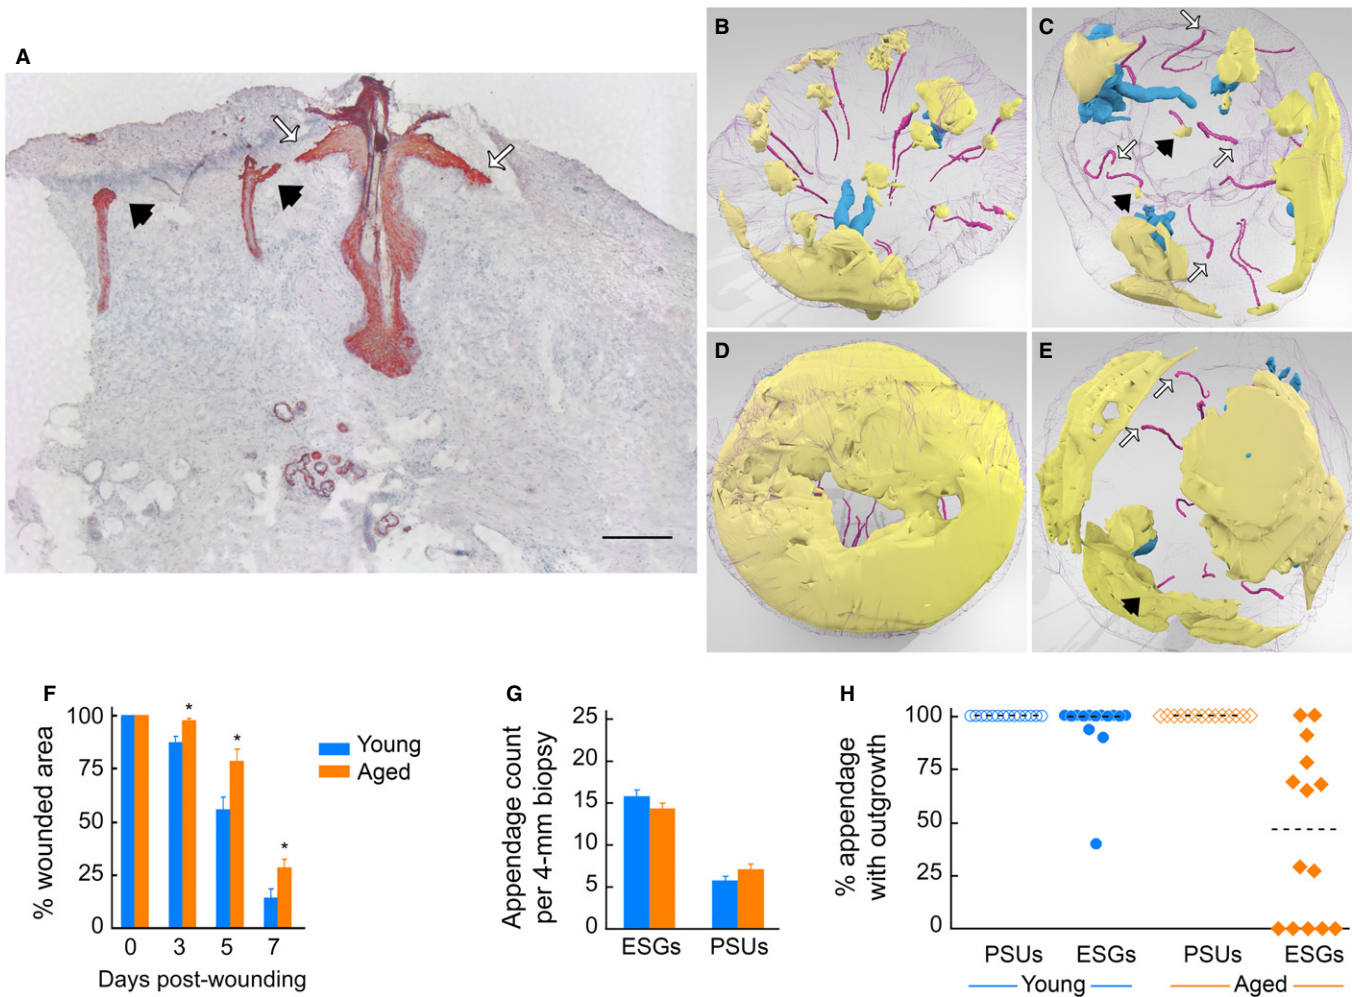 A
B
C
D
E
F
% wounded area
100
75
50
25
0
*
*
*
0 3 5 7
Days post-wounding
Young
Aged
G
Appendage count
per 4-mm biopsy
25
20
15
10
5
0
ESGs PSUs
H
% appendage
with outgrowth
100
75
50
25
0
PSUs ESGs PSUs ESGs
Young Aged